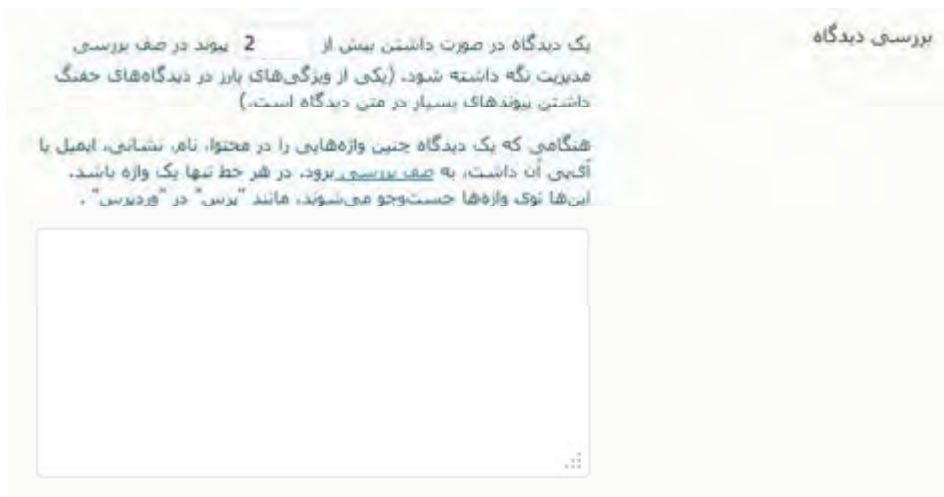 بررسی دیدگاه
یک دیدگاه در صورت داشتن بیش از 2 پیوند در صف بررسی
مدیریت نگه داشته شود. (یکی از ویژگی‌های بارز در دیدگاه‌های جفنگ
داشتن پیوندهای بسیار در متن دیدگاه است.)
هنگامی که یک دیدگاه چنین واژه‌هایی را در محتوا، نام، نشانی، ایمیل یا
آی‌پی آن داشت، به صف بررسی برود. در هر خط تنها یک واژه باشد.
این‌ها توی واژه‌ها جست‌وجو می‌شوند، مانند "پرس" در "وردپرس" .